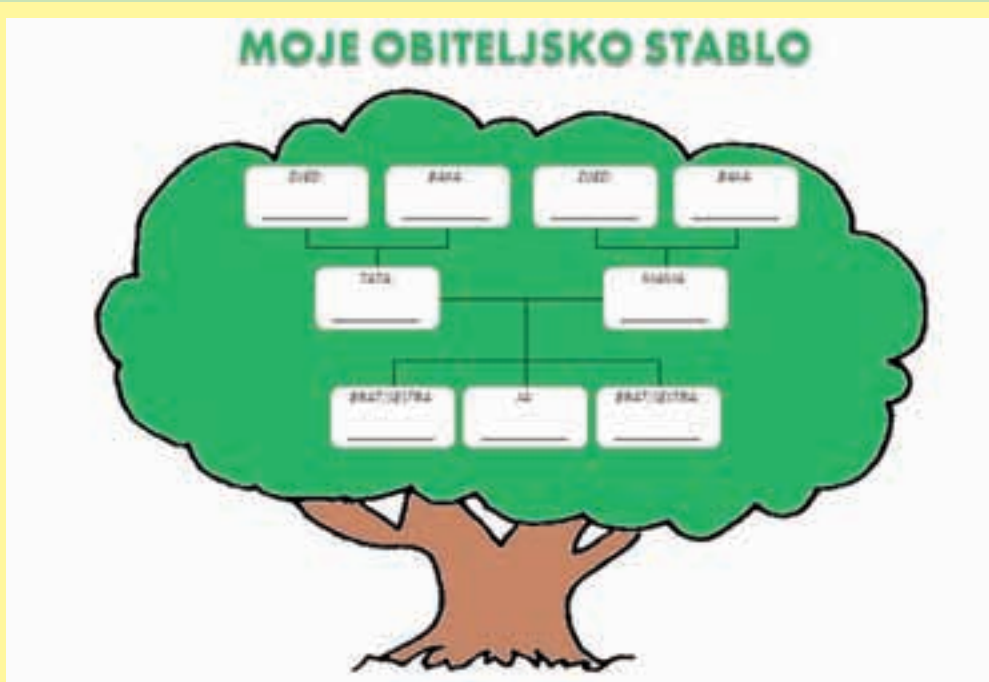 MOJE OBITELJSKO STABLO
DJED: BAKA: DJED: BAKA:
TATA: MAMA:
BRAT/SESTRA JA BRAT/SESTRA